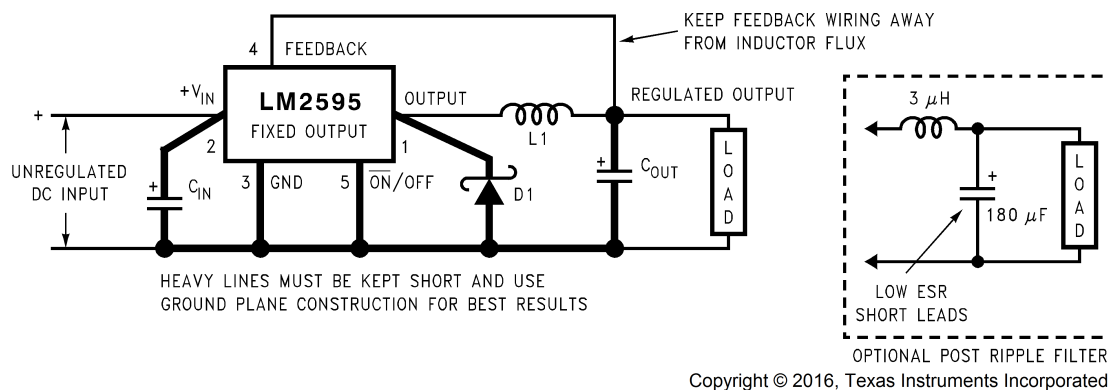 KEEP FEEDBACK WIRING AWAY
FROM INDUCTOR FLUX
4 FEEDBACK
+VIN
LM2595
FIXED OUTPUT
OUTPUT
REGULATED OUTPUT
+
2
1
L1
UNREGULATED
DC INPUT
+
CIN
3 GND
5 ON/OFF
D1
+
COUT
LOAD
HEAVY LINES MUST BE KEPT SHORT AND USE
GROUND PLANE CONSTRUCTION FOR BEST RESULTS
3 μH
+
180 μF
LOAD
LOW ESR
SHORT LEADS
OPTIONAL POST RIPPLE FILTER
Copyright © 2016, Texas Instruments Incorporated